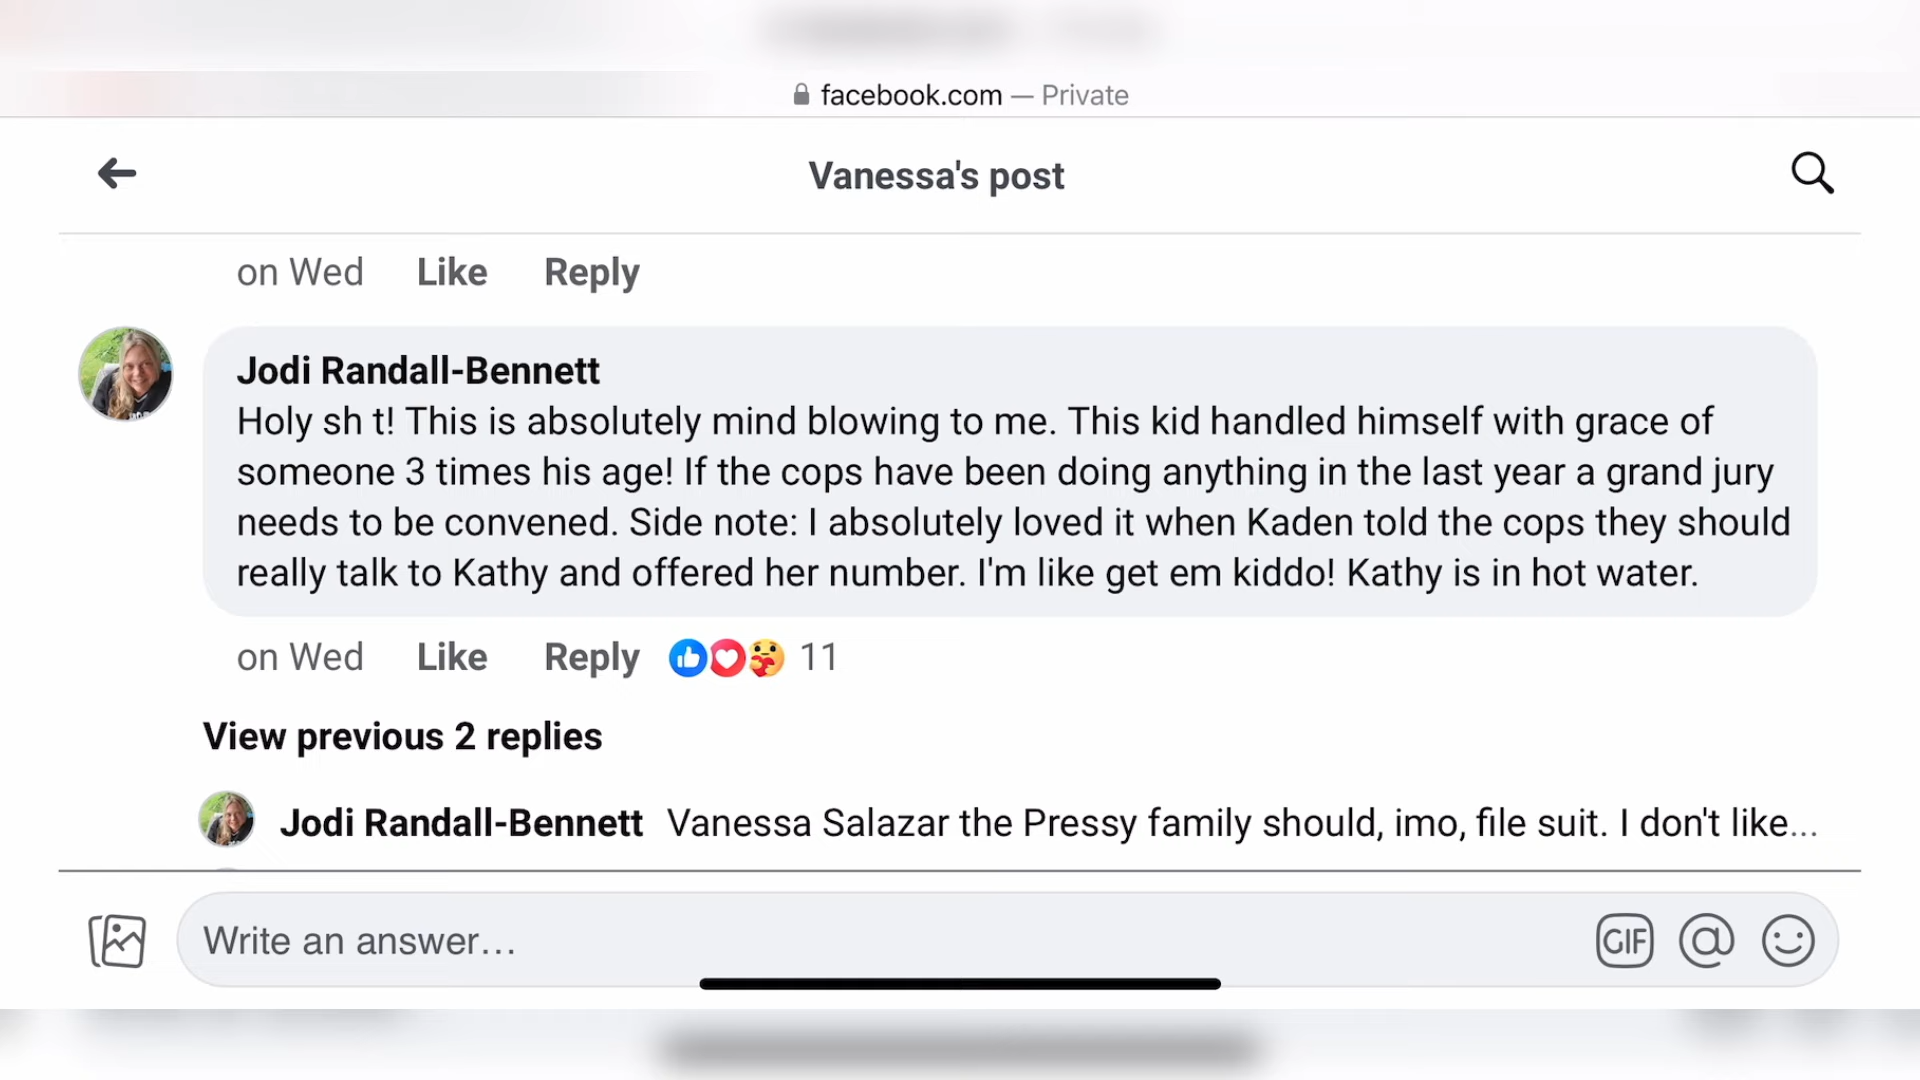 facebook.com — Private
Vanessa's post
on Wed Like Reply
Jodi Randall-Bennett
Holy sh t! This is absolutely mind blowing to me. This kid handled himself with grace of
someone 3 times his age! If the cops have been doing anything in the last year a grand jury
needs to be convened. Side note: I absolutely loved it when Kaden told the cops they should
really talk to Kathy and offered her number. I'm like get em kiddo! Kathy is in hot water.
on Wed Like Reply 11
View previous 2 replies
Jodi Randall-Bennett Vanessa Salazar the Pressy family should, imo, file suit. I don't like...
Write an answer...
GIF @